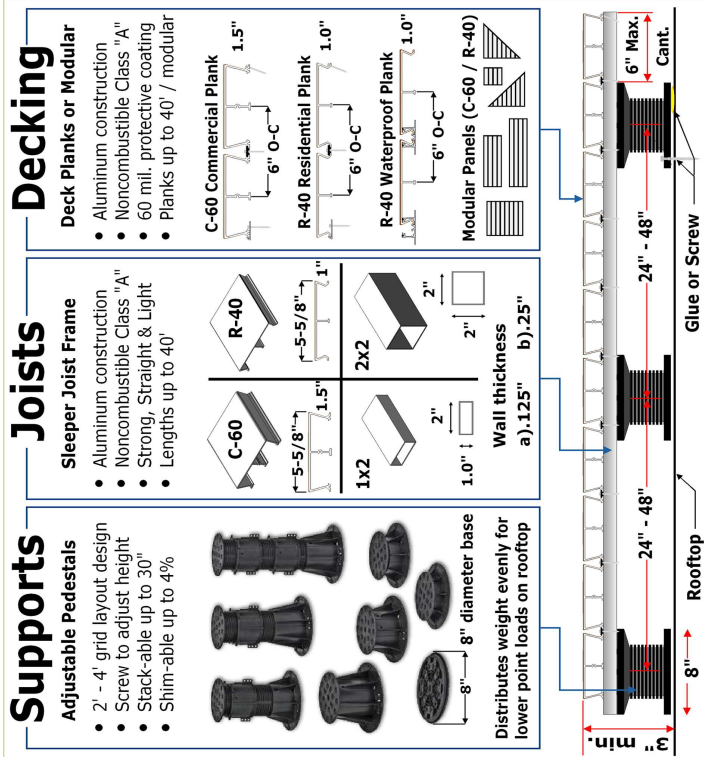 Supports
Adjustable Pedestals
• 2' - 4' grid layout design
• Screw to adjust height
• Stack-able up to 30"
• Shim-able up to 4%
8"
8" diameter base
Distributes weight evenly for
lower point loads on rooftop
Joists
Sleeper Joist Frame
• Aluminum construction
• Noncombustible Class "A"
• Strong, Straight & Light
• Lengths up to 40'
C-60
5-5/8"
1.5"
R-40
5-5/8"
1"
1x2
2"
1.0"
2x2
2"
2"
Wall thickness
a).125" b).25"
Decking
Deck Planks or Modular
• Aluminum construction
• Noncombustible Class "A"
• 60 mil. protective coating
• Planks up to 40' / modular
C-60 Commercial Plank
1.5"
6" O-C
R-40 Residential Plank
1.0"
6" O-C
R-40 Waterproof Plank
1.0"
6" O-C
Modular Panels (C-60 / R-40)
3" min.
8"
24" - 48"
24" - 48"
6" Max.
Cant.
Rooftop
Glue or Screw